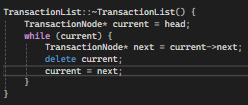 TransactionList::~TransactionList() {
    TransactionNode* current = head;
    while (current) {
        TransactionNode* next = current->next;
        delete current;
        current = next;
    }
}